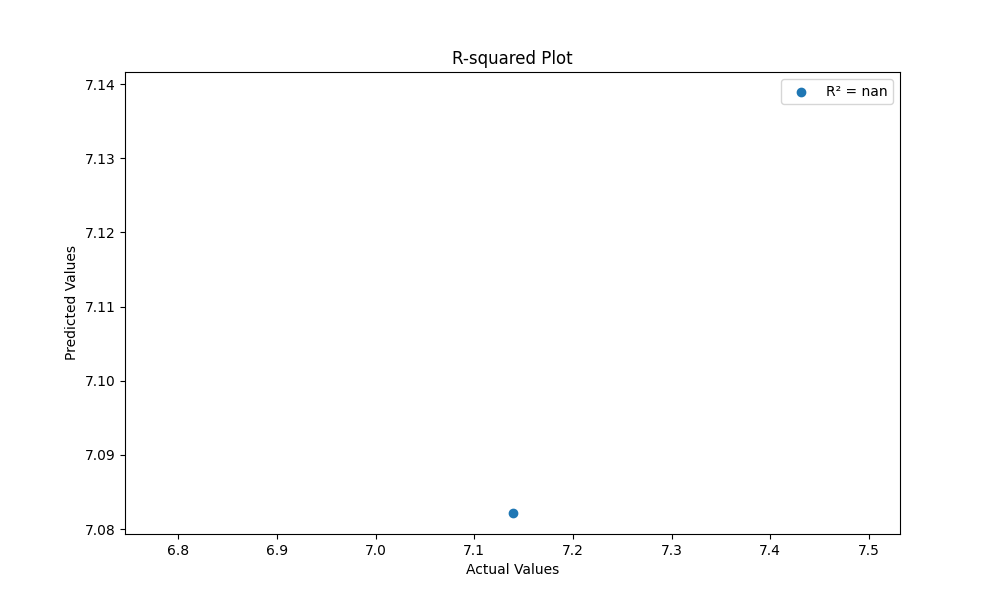 R-squared Plot
R² = nan
Predicted Values
7.14
7.13
7.12
7.11
7.10
7.09
7.08
6.8 6.9 7.0 7.1 7.2 7.3 7.4 7.5
Actual Values